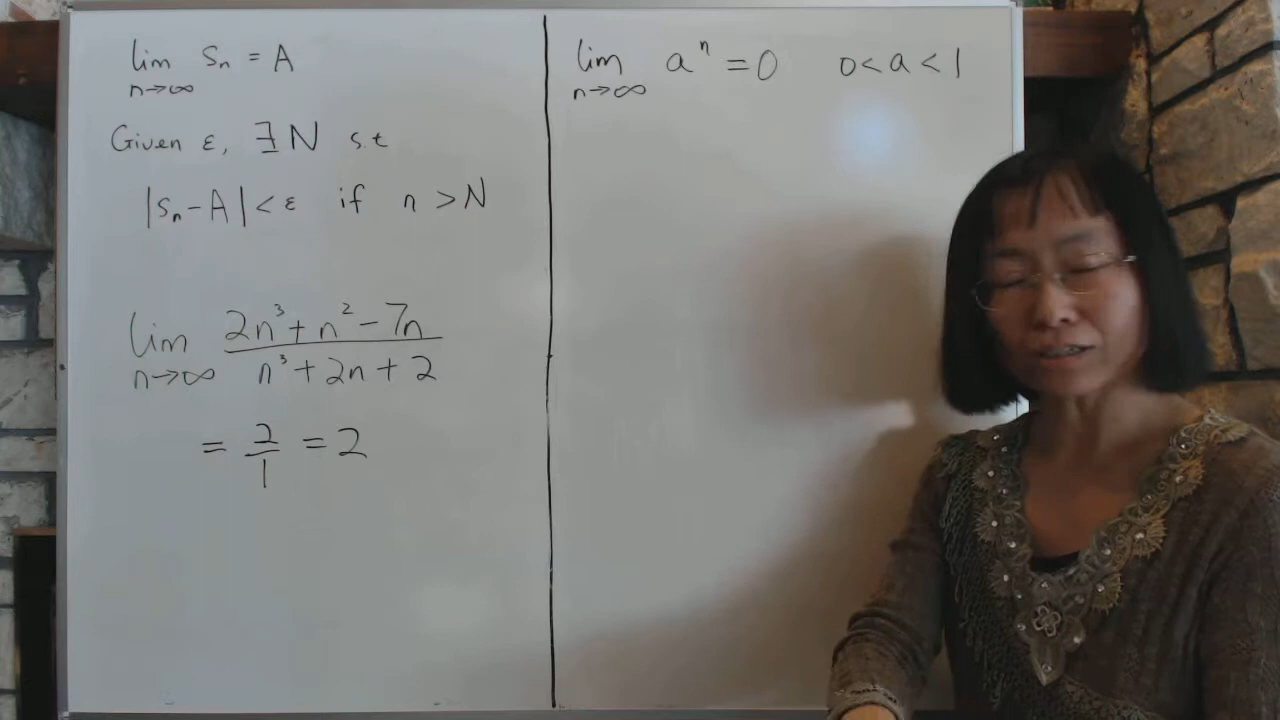 lim sₙ = A
n→∞
Given ε, ∃N s.t
|sₙ - A| < ε if n > N
lim 2n³ + n² - 7n
n→∞ n³ + 2n + 2
= 2/1 = 2
lim aⁿ = 0 0 < a < 1
n→∞